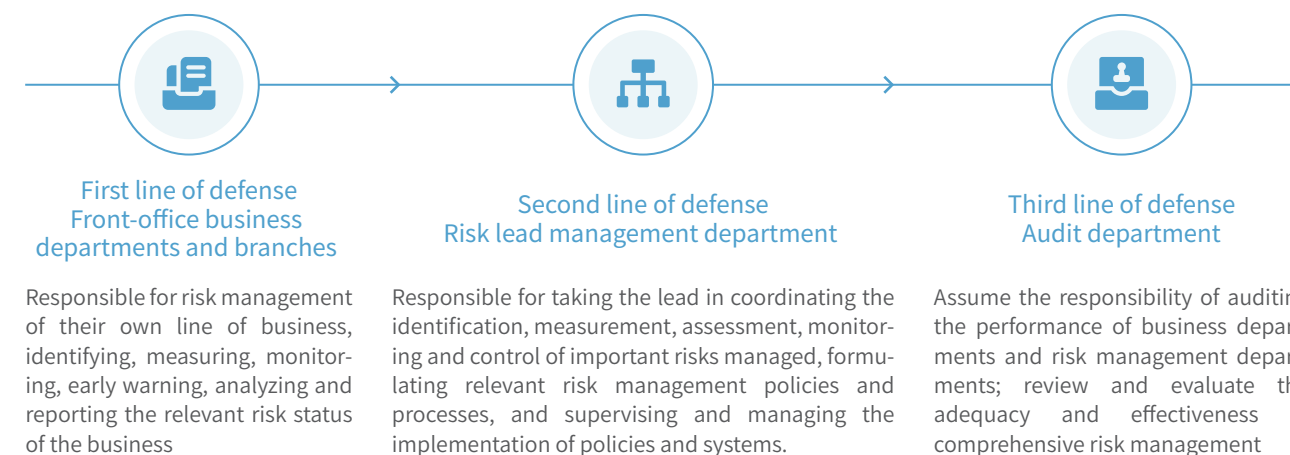 First line of defense
Front-office business
departments and branches
Responsible for risk management
of their own line of business,
identifying, measuring, monitor-
ing, early warning, analyzing and
reporting the relevant risk status
of the business
Second line of defense
Risk lead management department
Responsible for taking the lead in coordinating the
identification, measurement, assessment, monitor-
ing and control of important risks managed, formu-
lating relevant risk management policies and
processes, and supervising and managing the
implementation of policies and systems.
Third line of defense
Audit department
Assume the responsibility of
the performance of business
ments and risk management
ments; review and evaluate
adequacy and effectiveness
comprehensive risk management